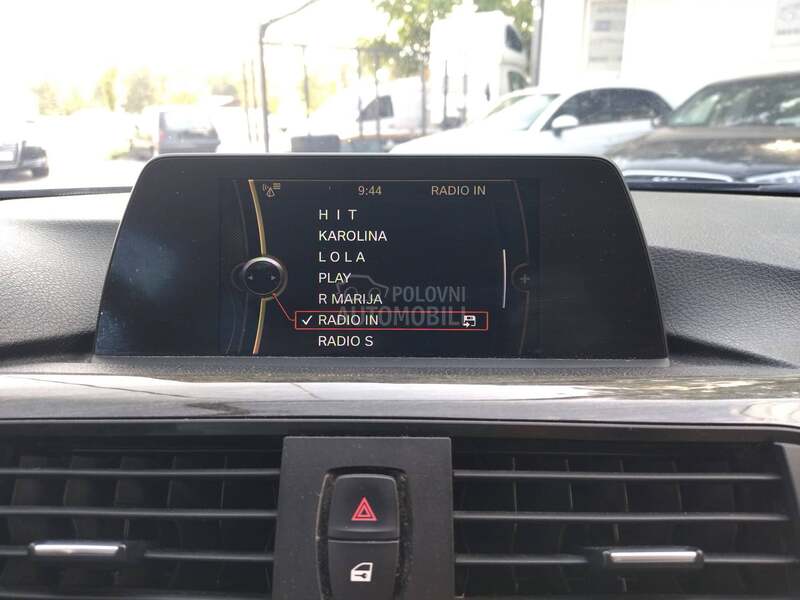 9:44 RADIO IN
H I T
KAROLINA
L O L A
PLAY
R MARIJA
RADIO IN
RADIO S
POLOVNI
AUTOMOBILI